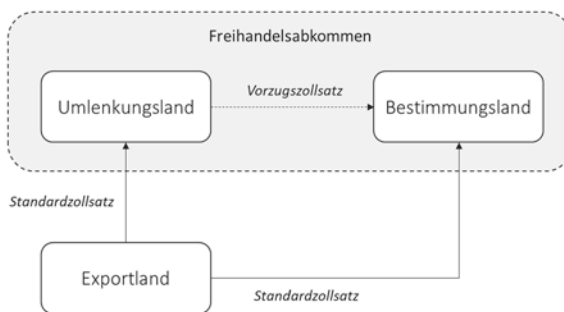 Freihandelsabkommen
Umlenkungsland
Vorzugszollsatz
Bestimmungsland
Standardzollsatz
Exportland
Standardzollsatz